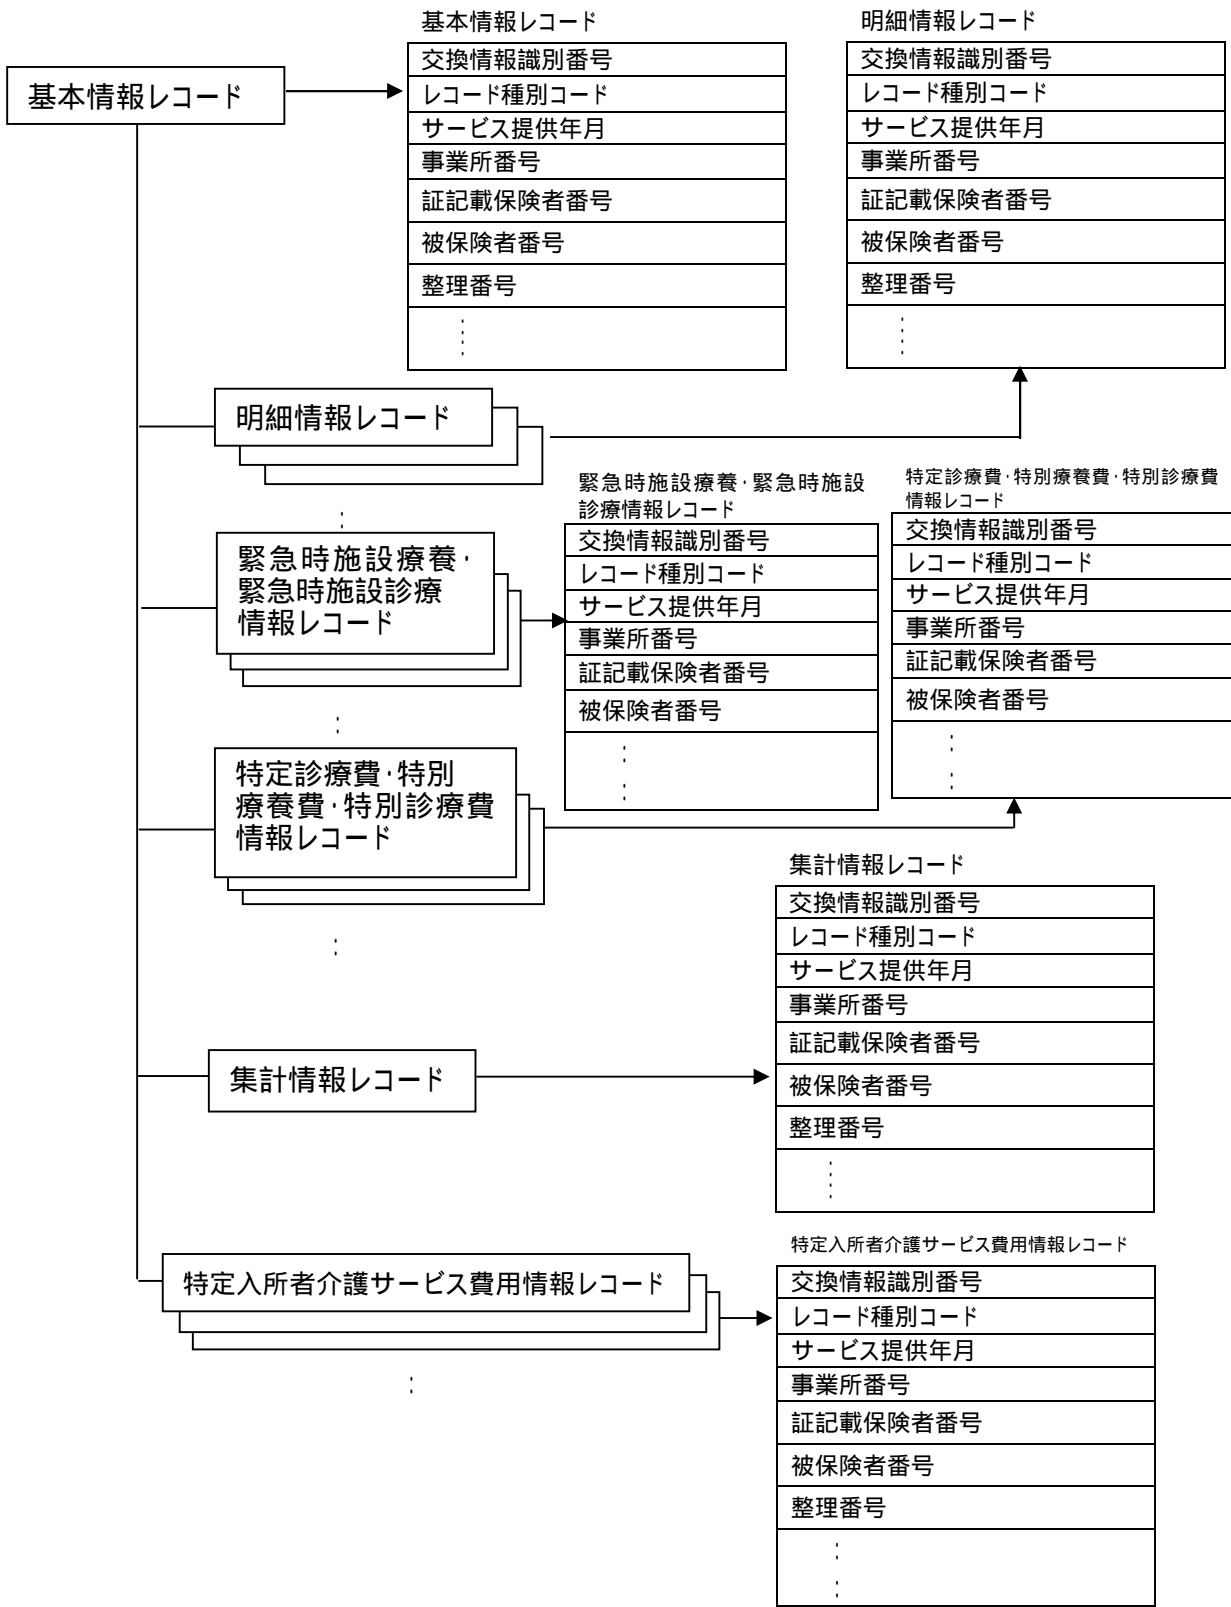 基本情報レコード
基本情報レコード
交換情報識別番号
レコード種別コード
サービス提供年月
事業所番号
証記載保険者番号
被保険者番号
整理番号
明細情報レコード
交換情報識別番号
レコード種別コード
サービス提供年月
事業所番号
証記載保険者番号
被保険者番号
整理番号
明細情報レコード
緊急時施設療養・
緊急時施設診療
情報レコード
緊急時施設療養・緊急時施設
診療情報レコード
交換情報識別番号
レコード種別コード
サービス提供年月
事業所番号
証記載保険者番号
被保険者番号
特定診療費・特別療養費・特別診療費
情報レコード
交換情報識別番号
レコード種別コード
サービス提供年月
事業所番号
証記載保険者番号
被保険者番号
特定診療費・特別
療養費・特別診療費
情報レコード
集計情報レコード
集計情報レコード
交換情報識別番号
レコード種別コード
サービス提供年月
事業所番号
証記載保険者番号
被保険者番号
整理番号
特定入所者介護サービス費用情報レコード
特定入所者介護サービス費用情報レコード
交換情報識別番号
レコード種別コード
サービス提供年月
事業所番号
証記載保険者番号
被保険者番号
整理番号